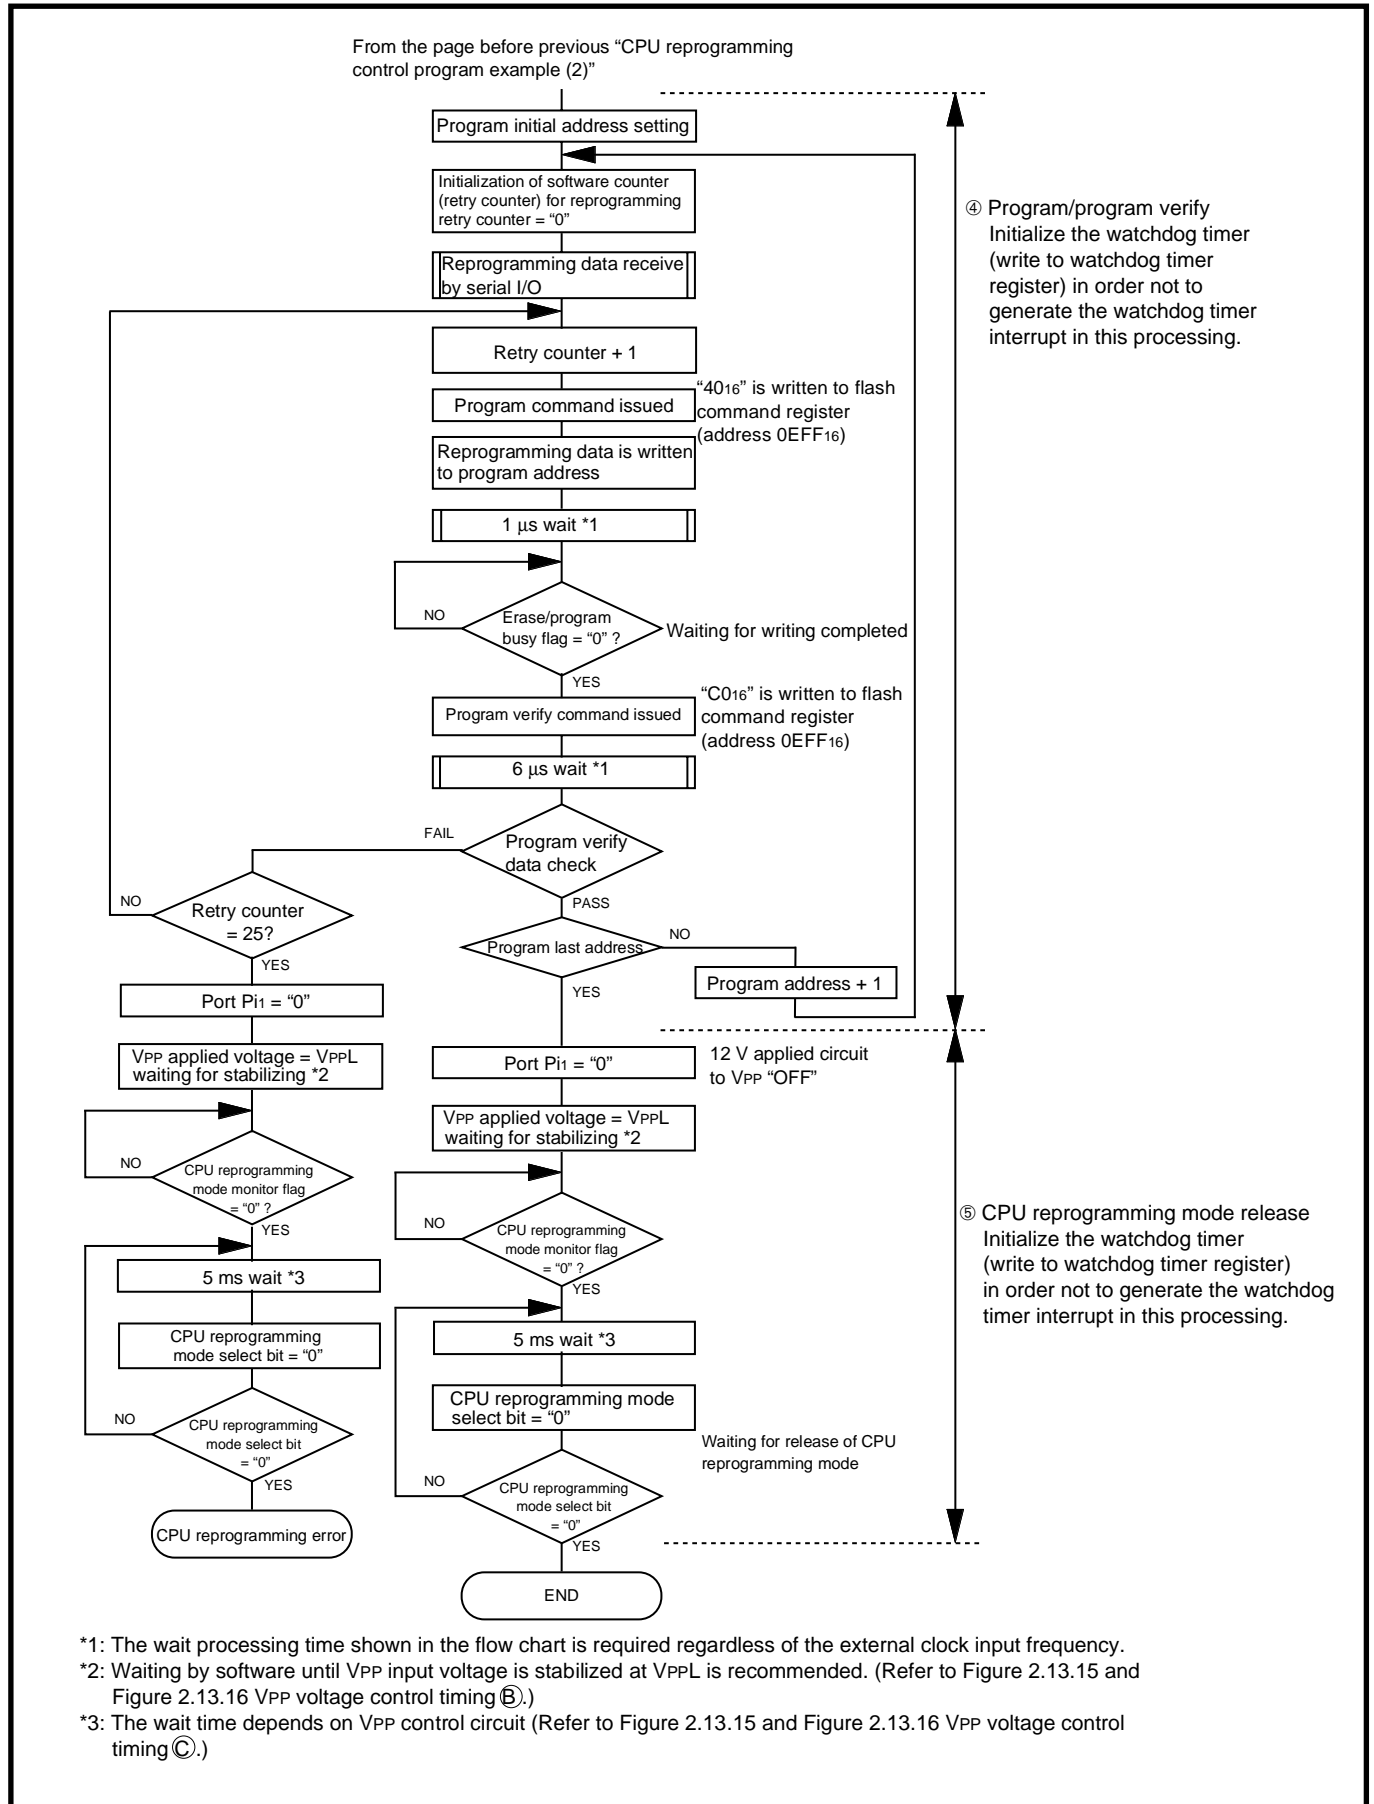 From the page before previous “CPU reprogramming
control program example (2)”
Program initial address setting
Initialization of software counter
(retry counter) for reprogramming
retry counter = “0”
④ Program/program verify
Initialize the watchdog timer
(write to watchdog timer
register) in order not to
generate the watchdog timer
interrupt in this processing.
Reprogramming data receive
by serial I/O
Retry counter + 1
Program command issued
“4016” is written to flash
command register
(address 0EFF16)
Reprogramming data is written
to program address
1 µs wait *1
NO
Erase/program
busy flag = “0” ?
Waiting for writing completed
YES
Program verify command issued
“C016” is written to flash
command register
(address 0EFF16)
6 µs wait *1
FAIL
Program verify
data check
NO
Retry counter
= 25?
PASS
Program last address
NO
YES
Program address + 1
YES
Port Pi1 = “0”
VPP applied voltage = VPPL
waiting for stabilizing *2
Port Pi1 = “0”
12 V applied circuit
to VPP “OFF”
VPP applied voltage = VPPL
waiting for stabilizing *2
NO
CPU reprogramming
mode monitor flag
= “0” ?
YES
NO
CPU reprogramming
mode monitor flag
= “0” ?
YES
⑤ CPU reprogramming mode release
Initialize the watchdog timer
(write to watchdog timer register)
in order not to generate the watchdog
timer interrupt in this processing.
5 ms wait *3
CPU reprogramming
mode select bit = “0”
5 ms wait *3
CPU reprogramming mode
select bit = “0”
NO
CPU reprogramming
mode select bit
= “0”
YES
Waiting for release of CPU
reprogramming mode
NO
CPU reprogramming
mode select bit
= “0”
YES
CPU reprogramming error
END
*1: The wait processing time shown in the flow chart is required regardless of the external clock input frequency.
*2: Waiting by software until VPP input voltage is stabilized at VPPL is recommended. (Refer to Figure 2.13.15 and
Figure 2.13.16 VPP voltage control timing Ⓑ.)
*3: The wait time depends on VPP control circuit (Refer to Figure 2.13.15 and Figure 2.13.16 VPP voltage control
timing Ⓒ.)